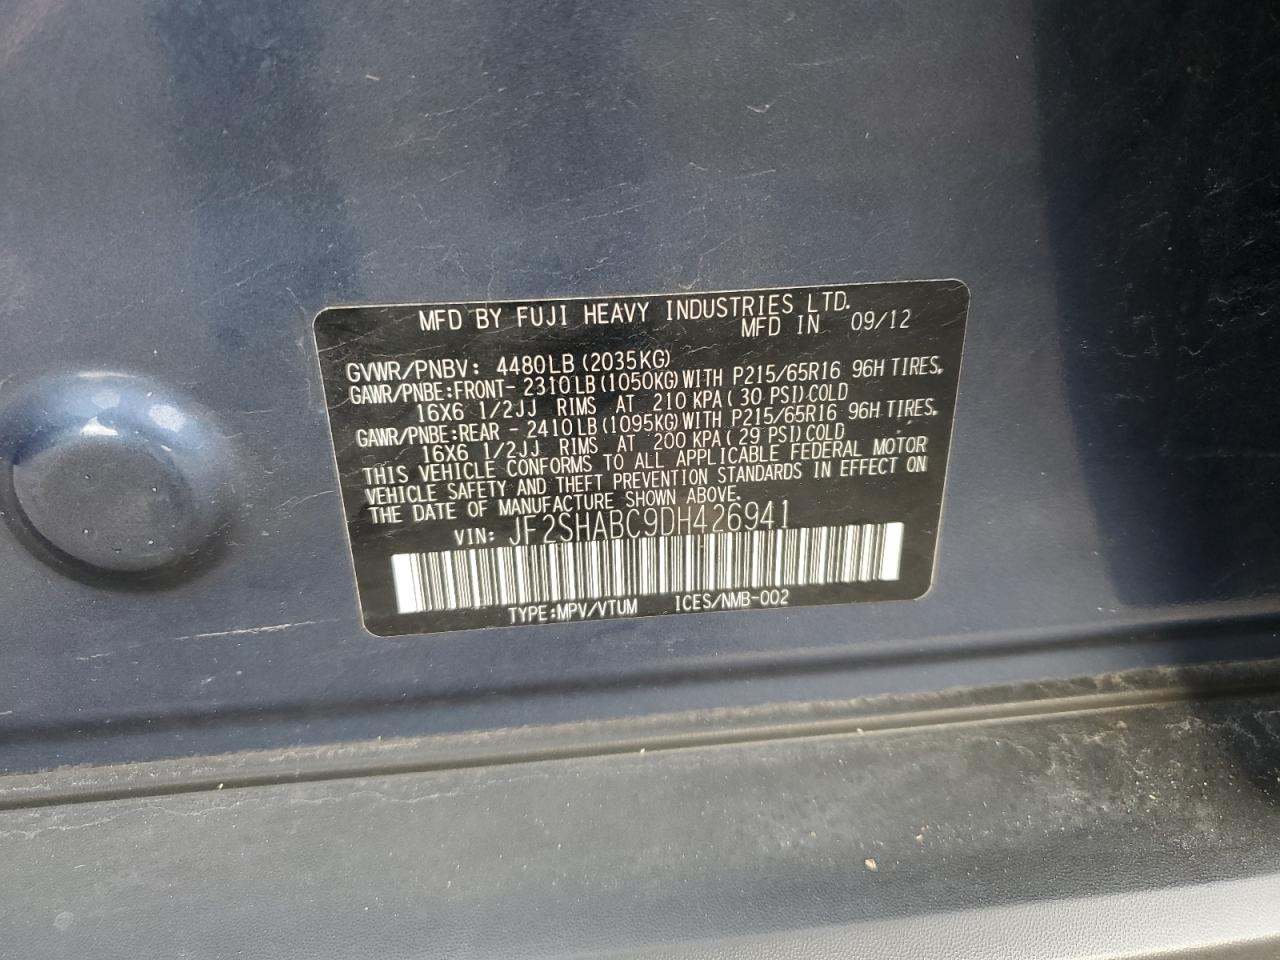 MFD BY FUJI HEAVY INDUSTRIES LTD.
MFD IN 09/12
GVWR/PNBV: 4480LB (2035KG)
GAWR/PNBE:FRONT- 2310LB(1050KG)WITH P215/65R16 96H TIRES,
16X6 1/2JJ RIMS AT 210 KPA( 30 PSI)COLD
GAWR/PNBE:REAR - 2410LB(1095KG)WITH P215/65R16 96H TIRES,
16X6 1/2JJ RIMS AT 200 KPA( 29 PSI)COLD
THIS VEHICLE CONFORMS TO ALL APPLICABLE FEDERAL MOTOR
VEHICLE SAFETY AND THEFT PREVENTION STANDARDS IN EFFECT ON
THE DATE OF MANUFACTURE SHOWN ABOVE.
VIN: JF2SHABC9DH426941
TYPE:MPV/VTUM ICES/NMB-002